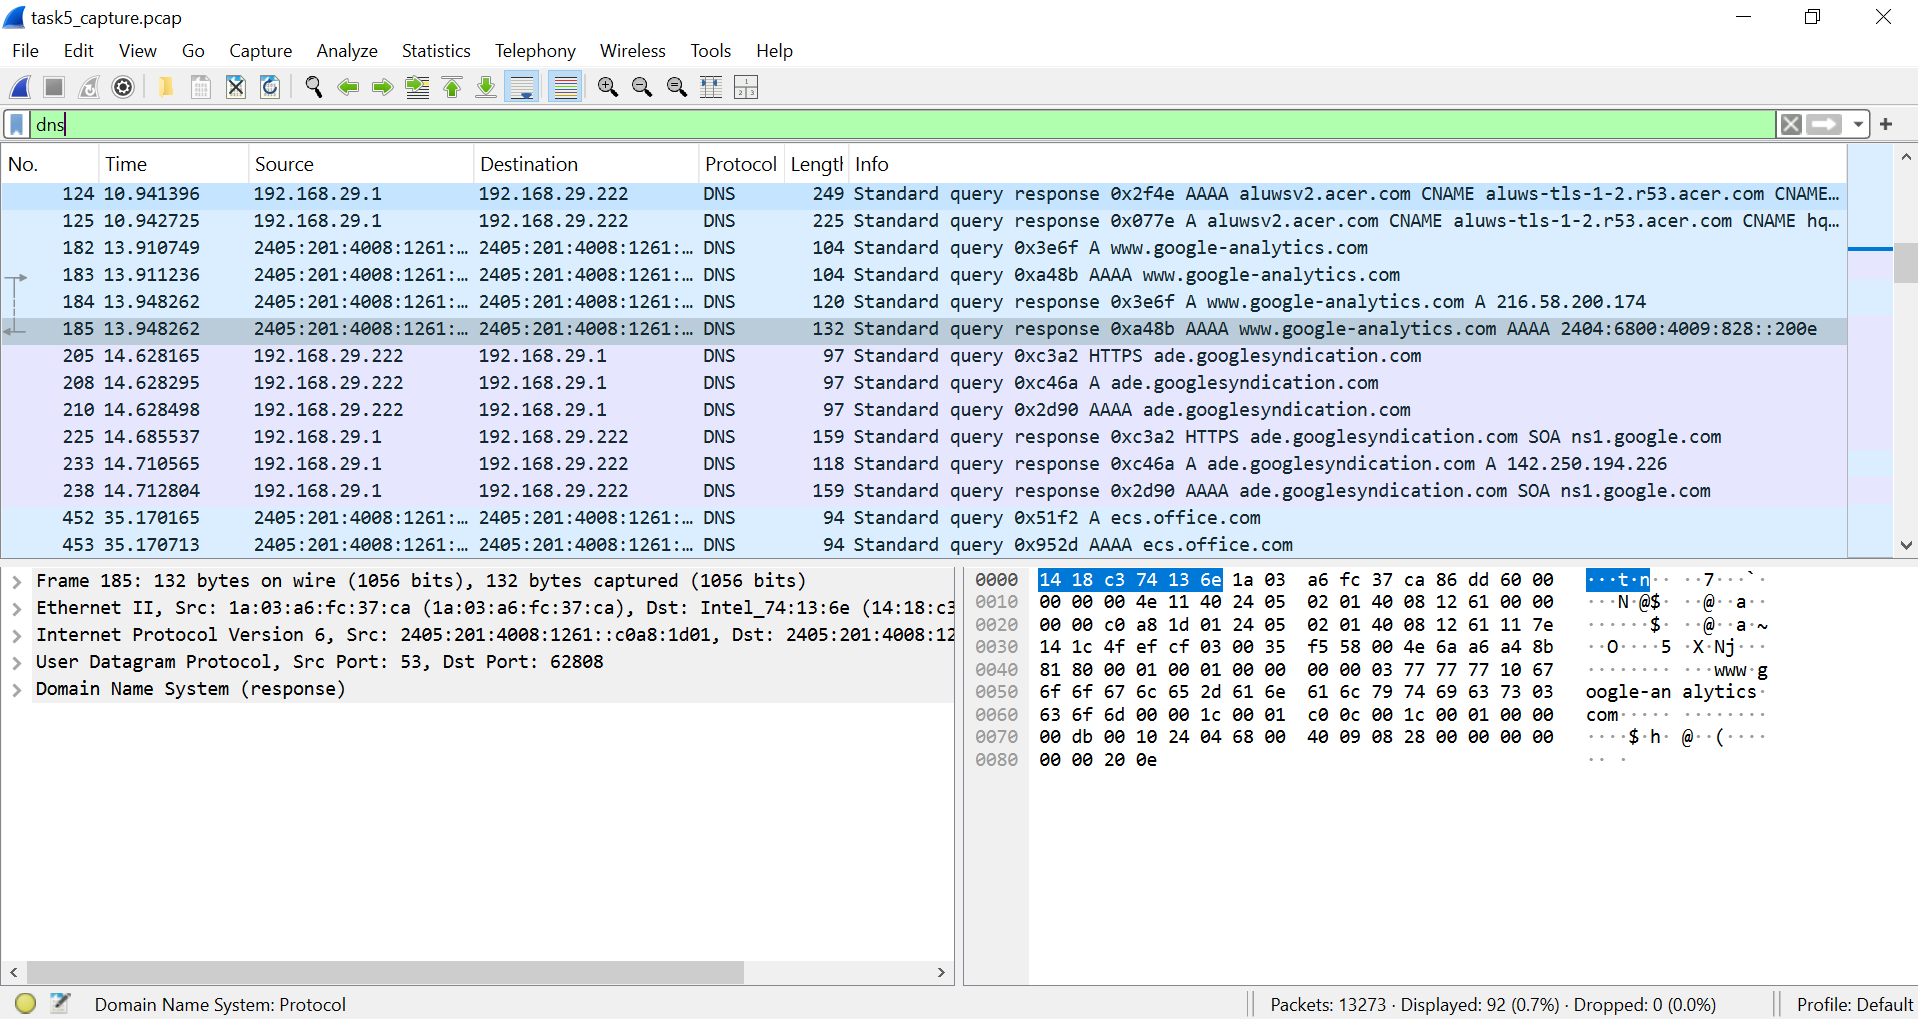 task5_capture.pcap
File Edit View Go Capture Analyze Statistics Telephony Wireless Tools Help
dns
No. Time Source Destination Protocol Length Info
124 10.941396 192.168.29.1 192.168.29.222 DNS 249 Standard query response 0x2f4e AAAA aluwsv2.acer.com CNAME aluws-tls-1-2.r53.acer.com CNAME…
125 10.942725 192.168.29.1 192.168.29.222 DNS 225 Standard query response 0x077e A aluwsv2.acer.com CNAME aluws-tls-1-2.r53.acer.com CNAME hq…
182 13.910749 2405:201:4008:1261:… 2405:201:4008:1261:… DNS 104 Standard query 0x3e6f A www.google-analytics.com
183 13.911236 2405:201:4008:1261:… 2405:201:4008:1261:… DNS 104 Standard query 0xa48b AAAA www.google-analytics.com
184 13.948262 2405:201:4008:1261:… 2405:201:4008:1261:… DNS 120 Standard query response 0x3e6f A www.google-analytics.com A 216.58.200.174
185 13.948262 2405:201:4008:1261:… 2405:201:4008:1261:… DNS 132 Standard query response 0xa48b AAAA www.google-analytics.com AAAA 2404:6800:4009:828::200e
205 14.628165 192.168.29.222 192.168.29.1 DNS 97 Standard query 0xc3a2 HTTPS ade.googlesyndication.com
208 14.628295 192.168.29.222 192.168.29.1 DNS 97 Standard query 0xc46a A ade.googlesyndication.com
210 14.628498 192.168.29.222 192.168.29.1 DNS 97 Standard query 0x2d90 AAAA ade.googlesyndication.com
225 14.685537 192.168.29.1 192.168.29.222 DNS 159 Standard query response 0xc3a2 HTTPS ade.googlesyndication.com SOA ns1.google.com
233 14.710565 192.168.29.1 192.168.29.222 DNS 118 Standard query response 0xc46a A ade.googlesyndication.com A 142.250.194.226
238 14.712804 192.168.29.1 192.168.29.222 DNS 159 Standard query response 0x2d90 AAAA ade.googlesyndication.com SOA ns1.google.com
452 35.170165 2405:201:4008:1261:… 2405:201:4008:1261:… DNS 94 Standard query 0x51f2 A ecs.office.com
453 35.170713 2405:201:4008:1261:… 2405:201:4008:1261:… DNS 94 Standard query 0x952d AAAA ecs.office.com
Frame 185: 132 bytes on wire (1056 bits), 132 bytes captured (1056 bits)
Ethernet II, Src: 1a:03:a6:fc:37:ca (1a:03:a6:fc:37:ca), Dst: Intel_74:13:6e (14:18:c3
Internet Protocol Version 6, Src: 2405:201:4008:1261::c0a8:1d01, Dst: 2405:201:4008:12
User Datagram Protocol, Src Port: 53, Dst Port: 62808
Domain Name System (response)
0000 14 18 c3 74 13 6e 1a 03 a6 fc 37 ca 86 dd 60 00 ···t·n·· ··7···`·
0010 00 00 00 4e 11 40 24 05 02 01 40 08 12 61 00 00 ···N·@$· ··@··a··
0020 00 00 c0 a8 1d 01 24 05 02 01 40 08 12 61 11 7e ······$· ··@··a·~
0030 14 1c 4f ef cf 03 00 35 f5 58 00 4e 6a a6 a4 8b ··O····5 ·X·Nj···
0040 81 80 00 01 00 01 00 00 00 00 03 77 77 77 10 67 ········ ···www·g
0050 6f 6f 67 6c 65 2d 61 6e 61 6c 79 74 69 63 73 03 oogle-an alytics·
0060 63 6f 6d 00 00 1c 00 01 c0 0c 00 1c 00 01 00 00 com····· ········
0070 00 db 00 10 24 04 68 00 40 09 08 28 00 00 00 00 ····$·h· @··(····
0080 00 00 20 0e ·· ·
Domain Name System: Protocol
Packets: 13273 · Displayed: 92 (0.7%) · Dropped: 0 (0.0%)
Profile: Default